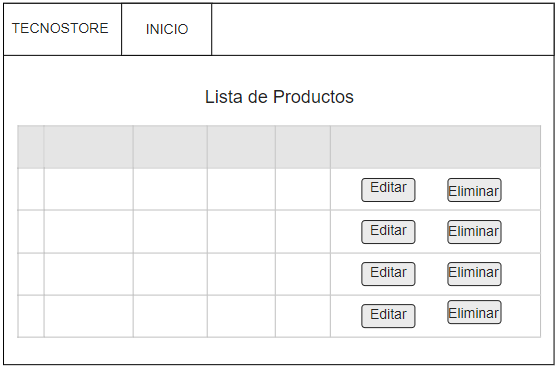 TECNOSTORE INICIO
Lista de Productos
Editar Eliminar
Editar Eliminar
Editar Eliminar
Editar Eliminar